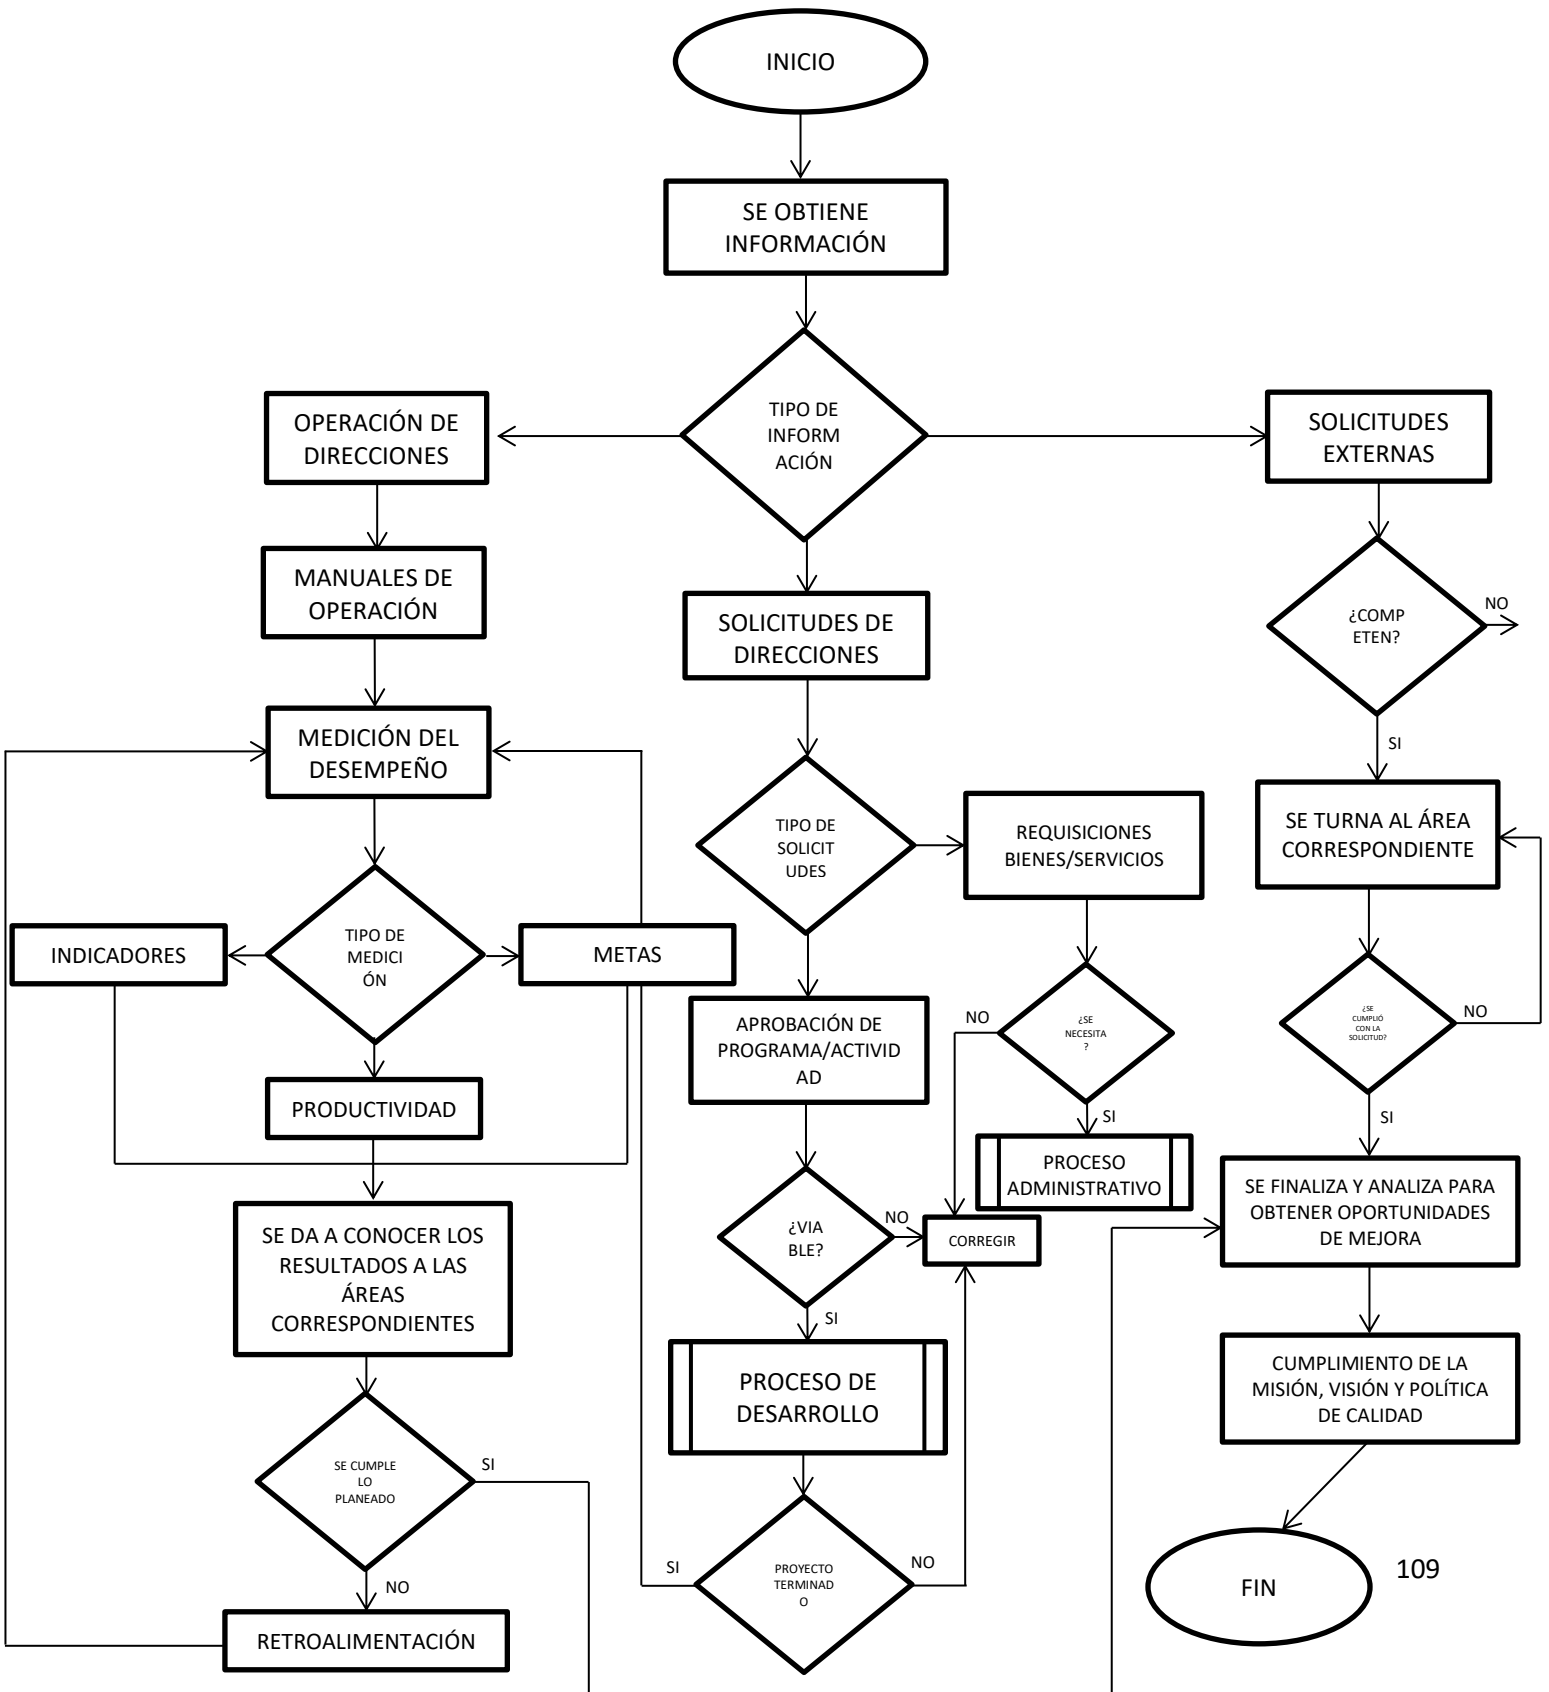 INICIO
SE OBTIENE
INFORMACIÓN
TIPO DE
INFORM
ACIÓN
OPERACIÓN DE
DIRECCIONES
SOLICITUDES
EXTERNAS
MANUALES DE
OPERACIÓN
SOLICITUDES DE
DIRECCIONES
¿COMP
ETEN?
NO
SI
MEDICIÓN DEL
DESEMPEÑO
TIPO DE
SOLICIT
UDES
REQUISICIONES
BIENES/SERVICIOS
SE TURNA AL ÁREA
CORRESPONDIENTE
INDICADORES
TIPO DE
MEDICI
ÓN
METAS
APROBACIÓN DE
PROGRAMA/ACTIVID
AD
NO
¿SE
NECESITA
?
SI
¿SE
CUMPLIÓ
CON LA
SOLICITUD?
NO
SI
PRODUCTIVIDAD
PROCESO
ADMINISTRATIVO
SE DA A CONOCER LOS
RESULTADOS A LAS
ÁREAS
CORRESPONDIENTES
¿VIA
BLE?
NO
CORREGIR
SI
SE FINALIZA Y ANALIZA PARA
OBTENER OPORTUNIDADES
DE MEJORA
PROCESO DE
DESARROLLO
CUMPLIMIENTO DE LA
MISIÓN, VISIÓN Y POLÍTICA
DE CALIDAD
SE CUMPLE
LO
PLANEADO
SI
NO
SI
PROYECTO
TERMINAD
O
NO
FIN
109
RETROALIMENTACIÓN